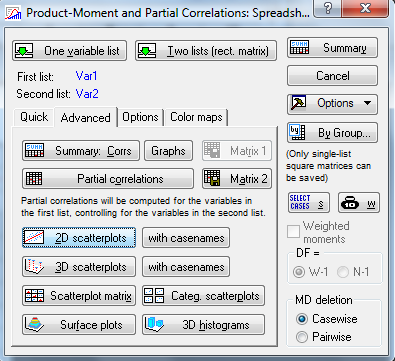 Product-Moment and Partial Correlations: Spreadsh...
One variable list
Two lists (rect. matrix)
First list: Var1
Second list: Var2
Quick
Advanced
Options
Color maps
Summary: Corrs
Graphs
Matrix 1
Partial correlations
Matrix 2
Partial correlations will be computed for the variables in
the first list, controlling for the variables in the second list.
2D scatterplots
with casenames
3D scatterplots
with casenames
Scatterplot matrix
Categ. scatterplots
Surface plots
3D histograms
Summary
Cancel
Options
By Group...
(Only single-list
square matrices can
be saved)
SELECT
CASES S
W
Weighted
moments
DF =
W-1
N-1
MD deletion
Casewise
Pairwise